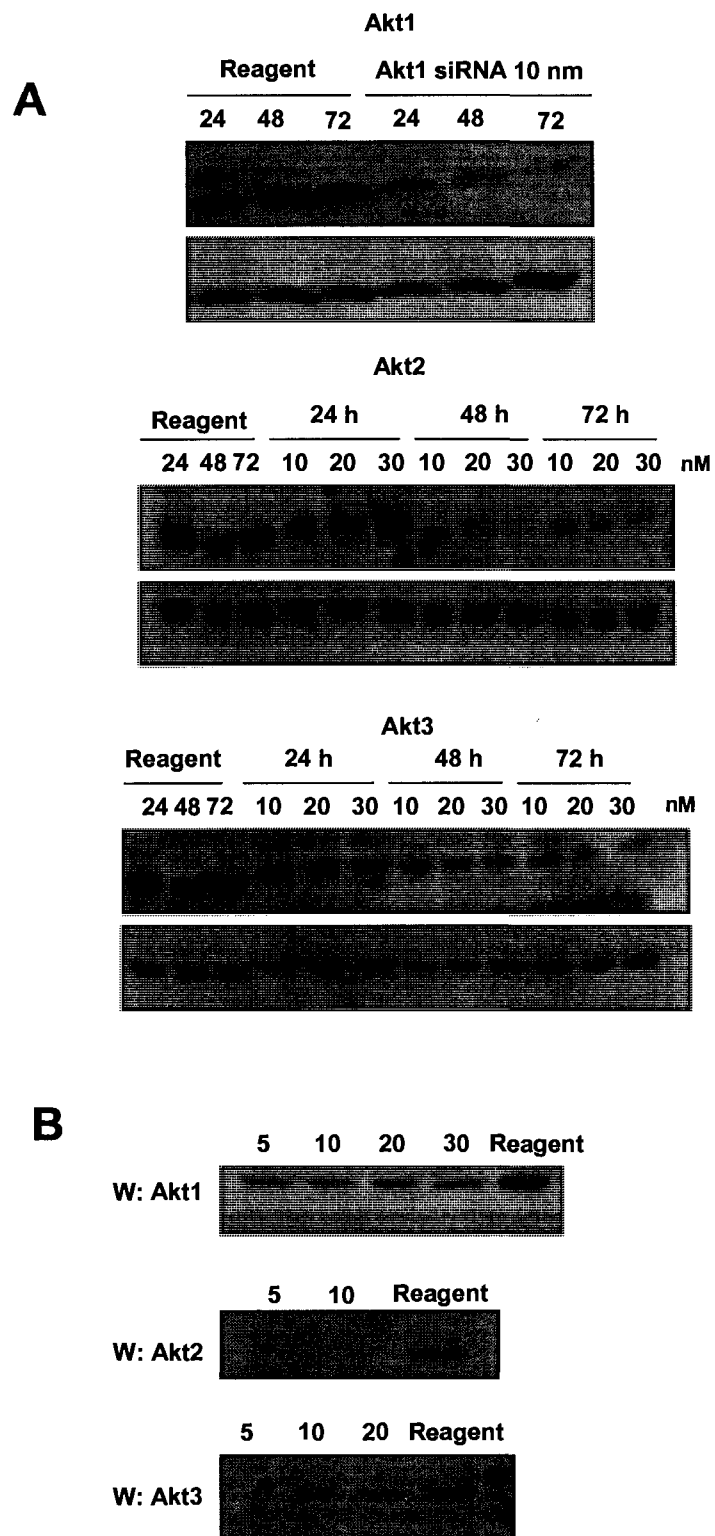 Akt1
A
Reagent Akt1 siRNA 10 nm
24 48 72 24 48 72
Akt2
Reagent 24 h 48 h 72 h
24 48 72 10 20 30 10 20 30 10 20 30 nM
Akt3
Reagent 24 h 48 h 72 h
24 48 72 10 20 30 10 20 30 10 20 30 nM
B
5 10 20 30 Reagent
W: Akt1
5 10 Reagent
W: Akt2
5 10 20 Reagent
W: Akt3